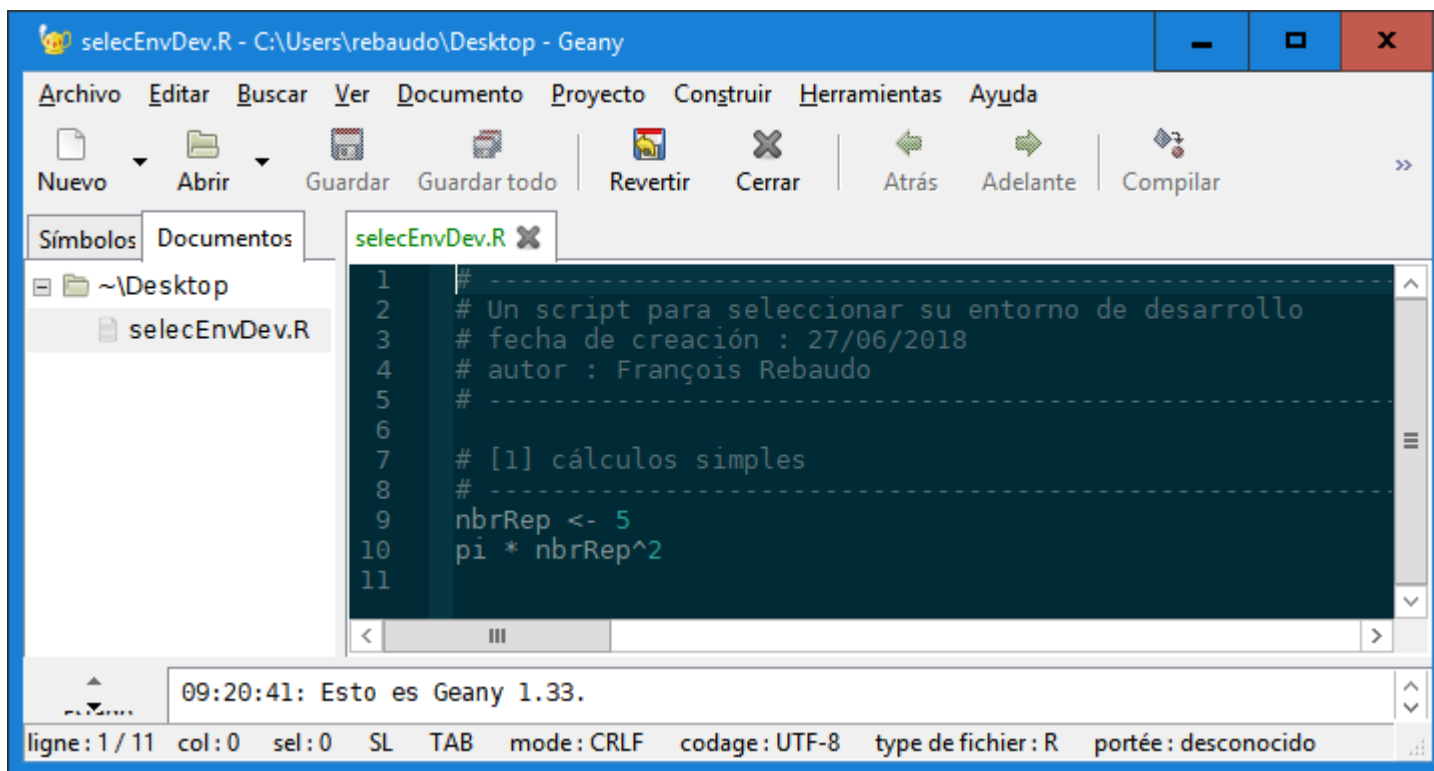 selecEnvDev.R - C:\Users\rebaudo\Desktop - Geany
Archivo Editar Buscar Ver Documento Proyecto Construir Herramientas Ayuda
Nuevo Abrir Guardar Guardar todo Revertir Cerrar Atrás Adelante Compilar »
Símbolos Documentos selecEnvDev.R
~\Desktop
selecEnvDev.R
1 # ----------------------------------------------------------
2 # Un script para seleccionar su entorno de desarrollo
3 # fecha de creación : 27/06/2018
4 # autor : François Rebaudo
5 # ----------------------------------------------------------
6
7 # [1] cálculos simples
8 # ----------------------------------------------------------
9 nbrRep <- 5
10 pi * nbrRep^2
11
09:20:41: Esto es Geany 1.33.
ligne : 1 / 11 col : 0 sel : 0 SL TAB mode : CRLF codage : UTF-8 type de fichier : R portée : desconocido